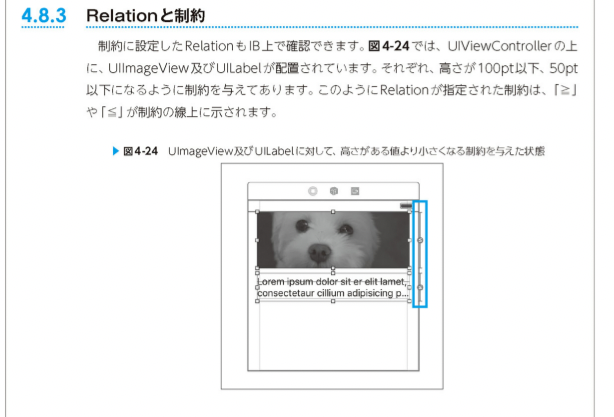 4.8.3 Relationと制約
制約に設定したRelationもIB上で確認できます。図4-24では、UIViewControllerの上
に、UIImageView及びUILabelが配置されています。それぞれ、高さが100pt以下、50pt
以下になるように制約を与えてあります。このようにRelationが指定された制約は、「≧」
や「≦」が制約の線上に示されます。
▶ 図4-24 UImageView及びUILabelに対して、高さがある値より小さくなる制約を与えた状態
Lorem ipsum dolor sit er elit lamet,
consectetaur cillium adipisicing p...